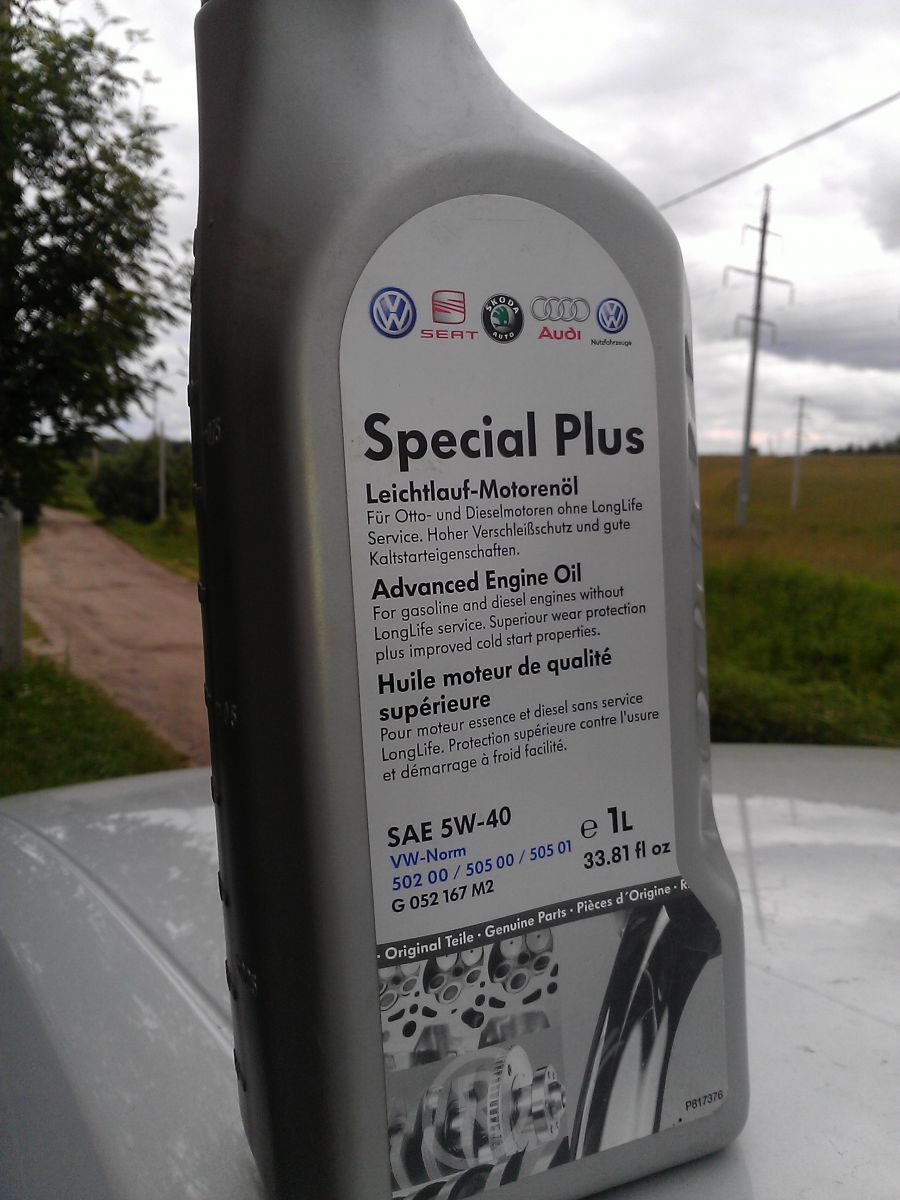 SEAT
SKODA
AUTO
Audi
Nutzfahrzeuge
Special Plus
Leichtlauf-Motorenöl
Für Otto- und Dieselmotoren ohne LongLife
Service. Hoher Verschleißschutz und gute
Kaltstarteigenschaften.
Advanced Engine Oil
For gasoline and diesel engines without
LongLife service. Superiour wear protection
plus improved cold start properties.
Huile moteur de qualité
supérieure
Pour moteur essence et diesel sans service
LongLife. Protection supérieure contre l'usure
et démarrage à froid facilité.
SAE 5W-40
VW-Norm
502 00 / 505 00 / 505 01
G 052 167 M2
℮ 1L
33.81 fl oz
· Original Teile · Genuine Parts · Pièces d´Origine · R
P817376